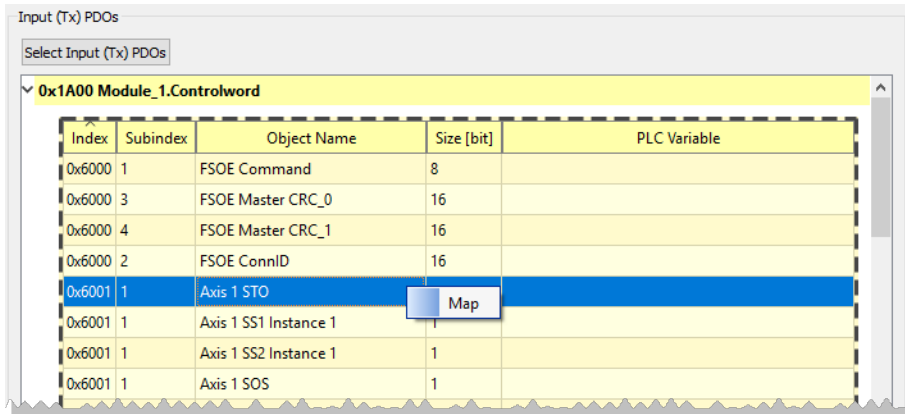 Input (Tx) PDOs
Select Input (Tx) PDOs
0x1A00 Module_1.Controlword
Index Subindex Object Name Size [bit] PLC Variable
0x6000 1 FSOE Command 8
0x6000 3 FSOE Master CRC_0 16
0x6000 4 FSOE Master CRC_1 16
0x6000 2 FSOE ConnID 16
0x6001 1 Axis 1 STO
Map
0x6001 1 Axis 1 SS1 Instance 1 1
0x6001 1 Axis 1 SS2 Instance 1 1
0x6001 1 Axis 1 SOS 1